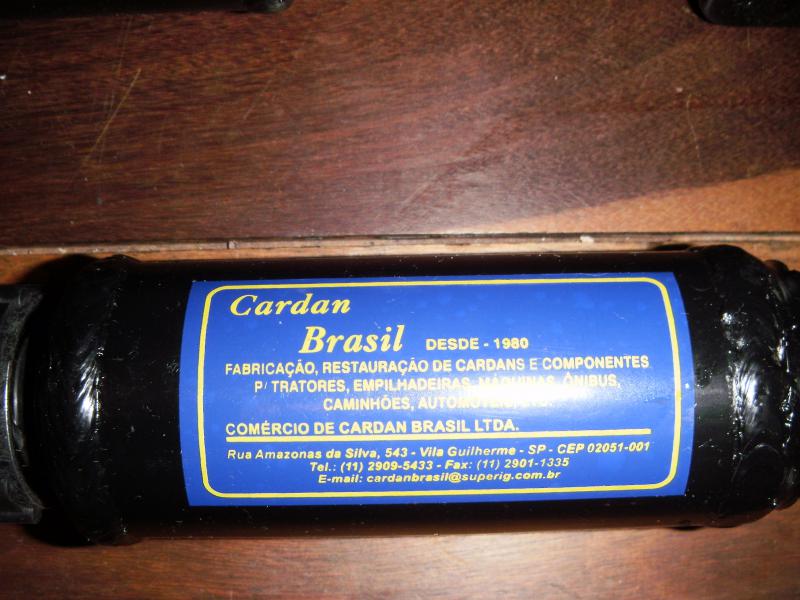 Cardan
Brasil DESDE - 1980
FABRICAÇÃO, RESTAURAÇÃO DE CARDANS E COMPONENTES
P/ TRATORES, EMPILHADEIRAS, MÁQUINAS, ÔNIBUS,
CAMINHÕES, AUTOMÓVEIS, ETC.
COMÉRCIO DE CARDAN BRASIL LTDA.
Rua Amazonas da Silva, 543 - Vila Guilherme - SP - CEP 02051-001
Tel.: (11) 2909-5433 - Fax: (11) 2901-1335
E-mail: cardanbrasil@superig.com.br